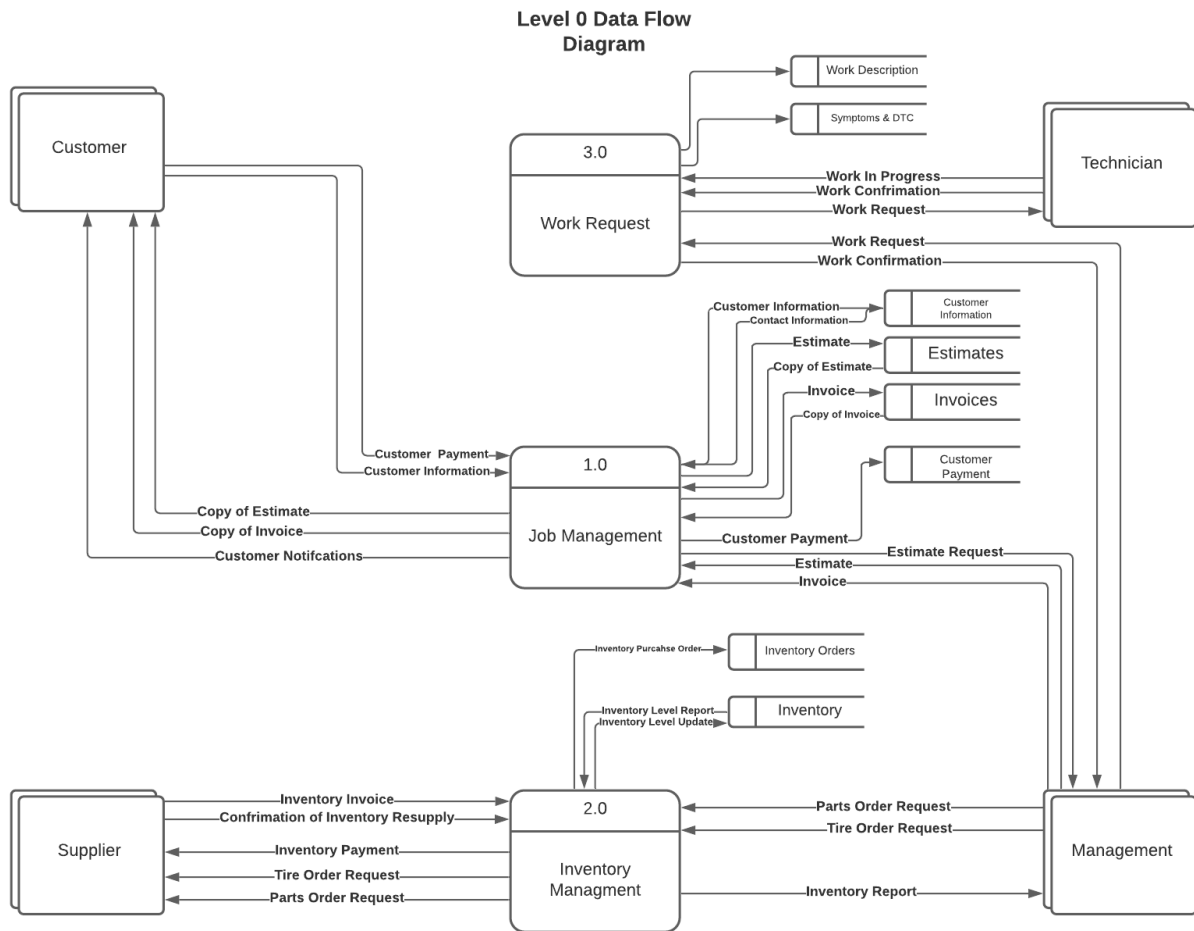 Level 0 Data Flow
Diagram
Work Description
Symptoms & DTC
Customer
3.0
Work Request
Technician
Work In Progress
Work Confrimation
Work Request
Work Request
Work Confirmation
Customer Information
Contact Information
Customer
Information
Estimate
Estimates
Copy of Estimate
Invoice
Invoices
Copy of Invoice
Customer Payment
Customer Information
1.0
Job Management
Customer
Payment
Copy of Estimate
Copy of Invoice
Customer Notifcations
Customer Payment
Estimate Request
Estimate
Invoice
Inventory Purcahse Order
Inventory Orders
Inventory Level Report
Inventory Level Update
Inventory
Inventory Invoice
Confrimation of Inventory Resupply
Supplier
Inventory Payment
Tire Order Request
Parts Order Request
2.0
Inventory
Managment
Parts Order Request
Tire Order Request
Management
Inventory Report